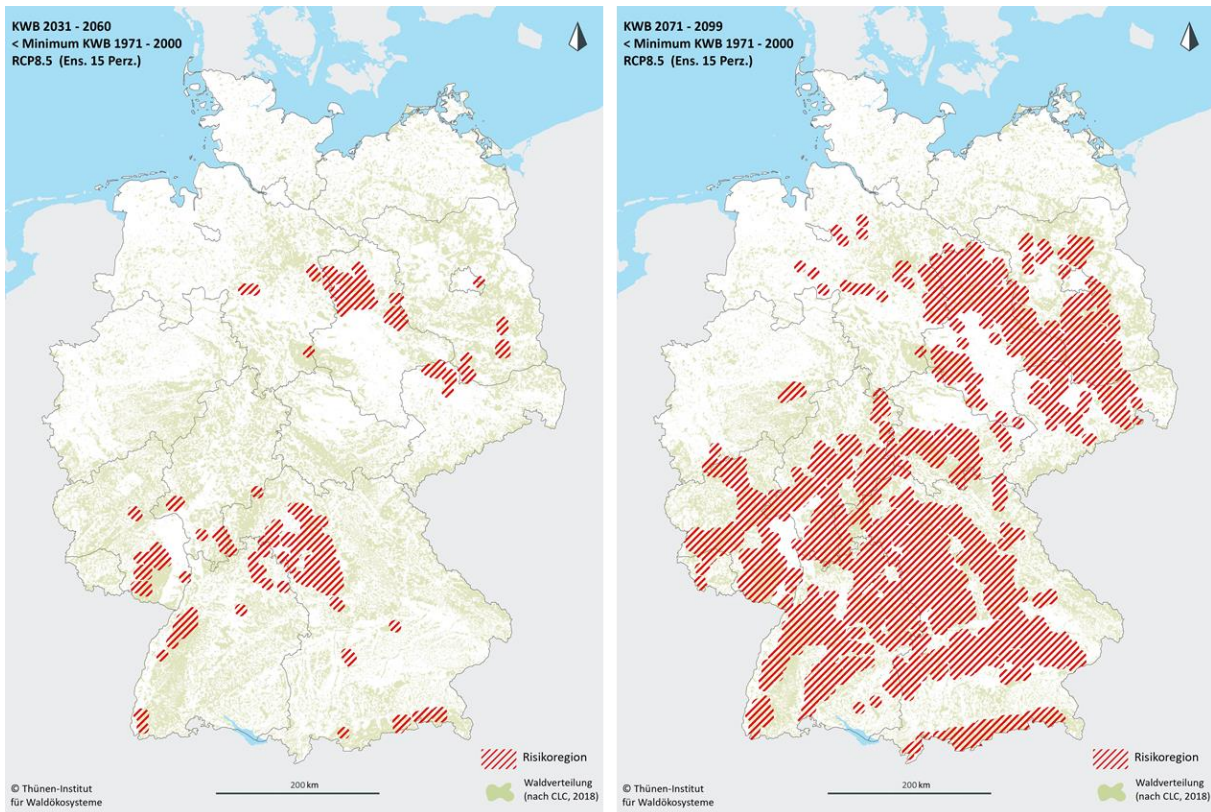 KWB 2031 - 2060
< Minimum KWB 1971 - 2000
RCP8.5 (Ens. 15 Perz.)
Risikoregion
Waldverteilung
(nach CLC, 2018)
200 km
© Thünen-Institut
für Waldökosysteme
KWB 2071 - 2099
< Minimum KWB 1971 - 2000
RCP8.5 (Ens. 15 Perz.)
Risikoregion
Waldverteilung
(nach CLC, 2018)
200 km
© Thünen-Institut
für Waldökosysteme